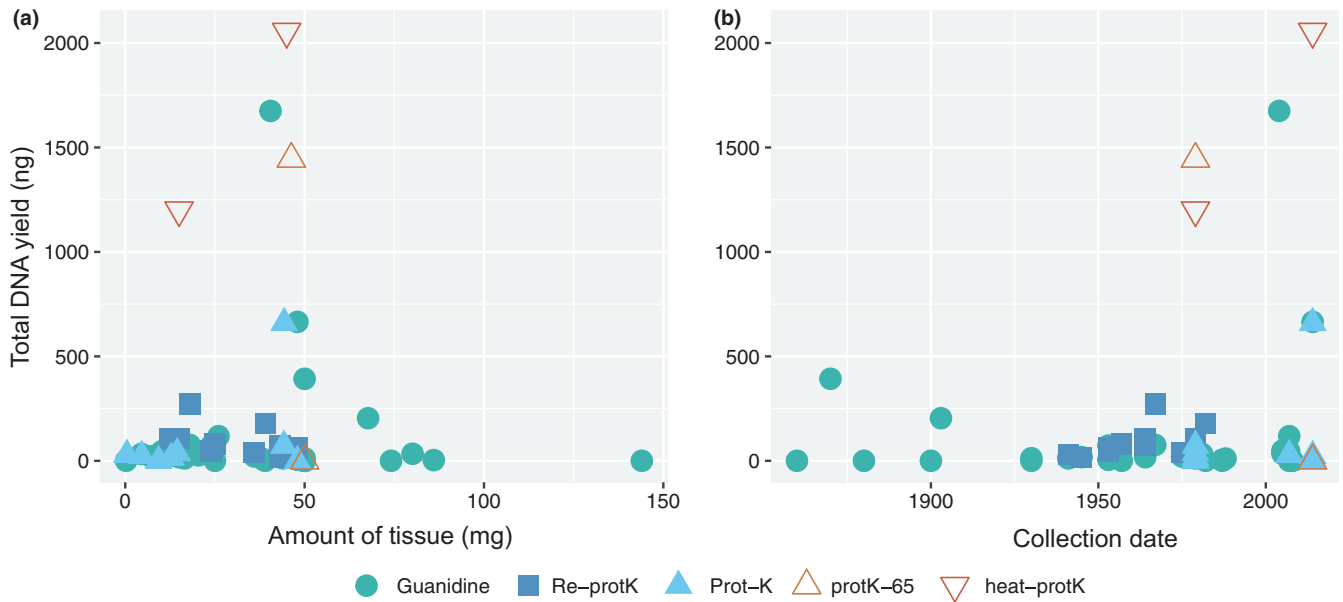 (a)
(b)
Total DNA yield (ng)
2000
1500
1000
500
0
0
50
100
150
Amount of tissue (mg)
2000
1500
1000
500
0
1900
1950
2000
Collection date
Guanidine
Re–protK
Prot–K
protK–65
heat–protK